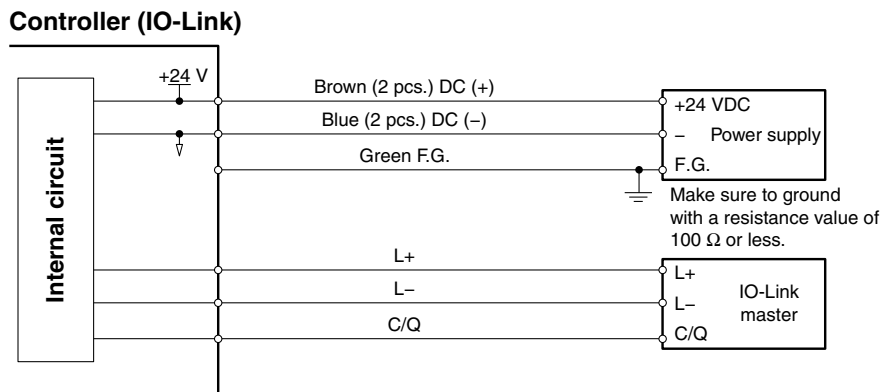 Controller (IO-Link)
+24 V
Internal circuit
Brown (2 pcs.) DC (+)
Blue (2 pcs.) DC (−)
Green F.G.
+24 VDC
− Power supply
F.G.
Make sure to ground
with a resistance value of
100 Ω or less.
L+
L−
C/Q
L+
L−
C/Q
IO-Link
master